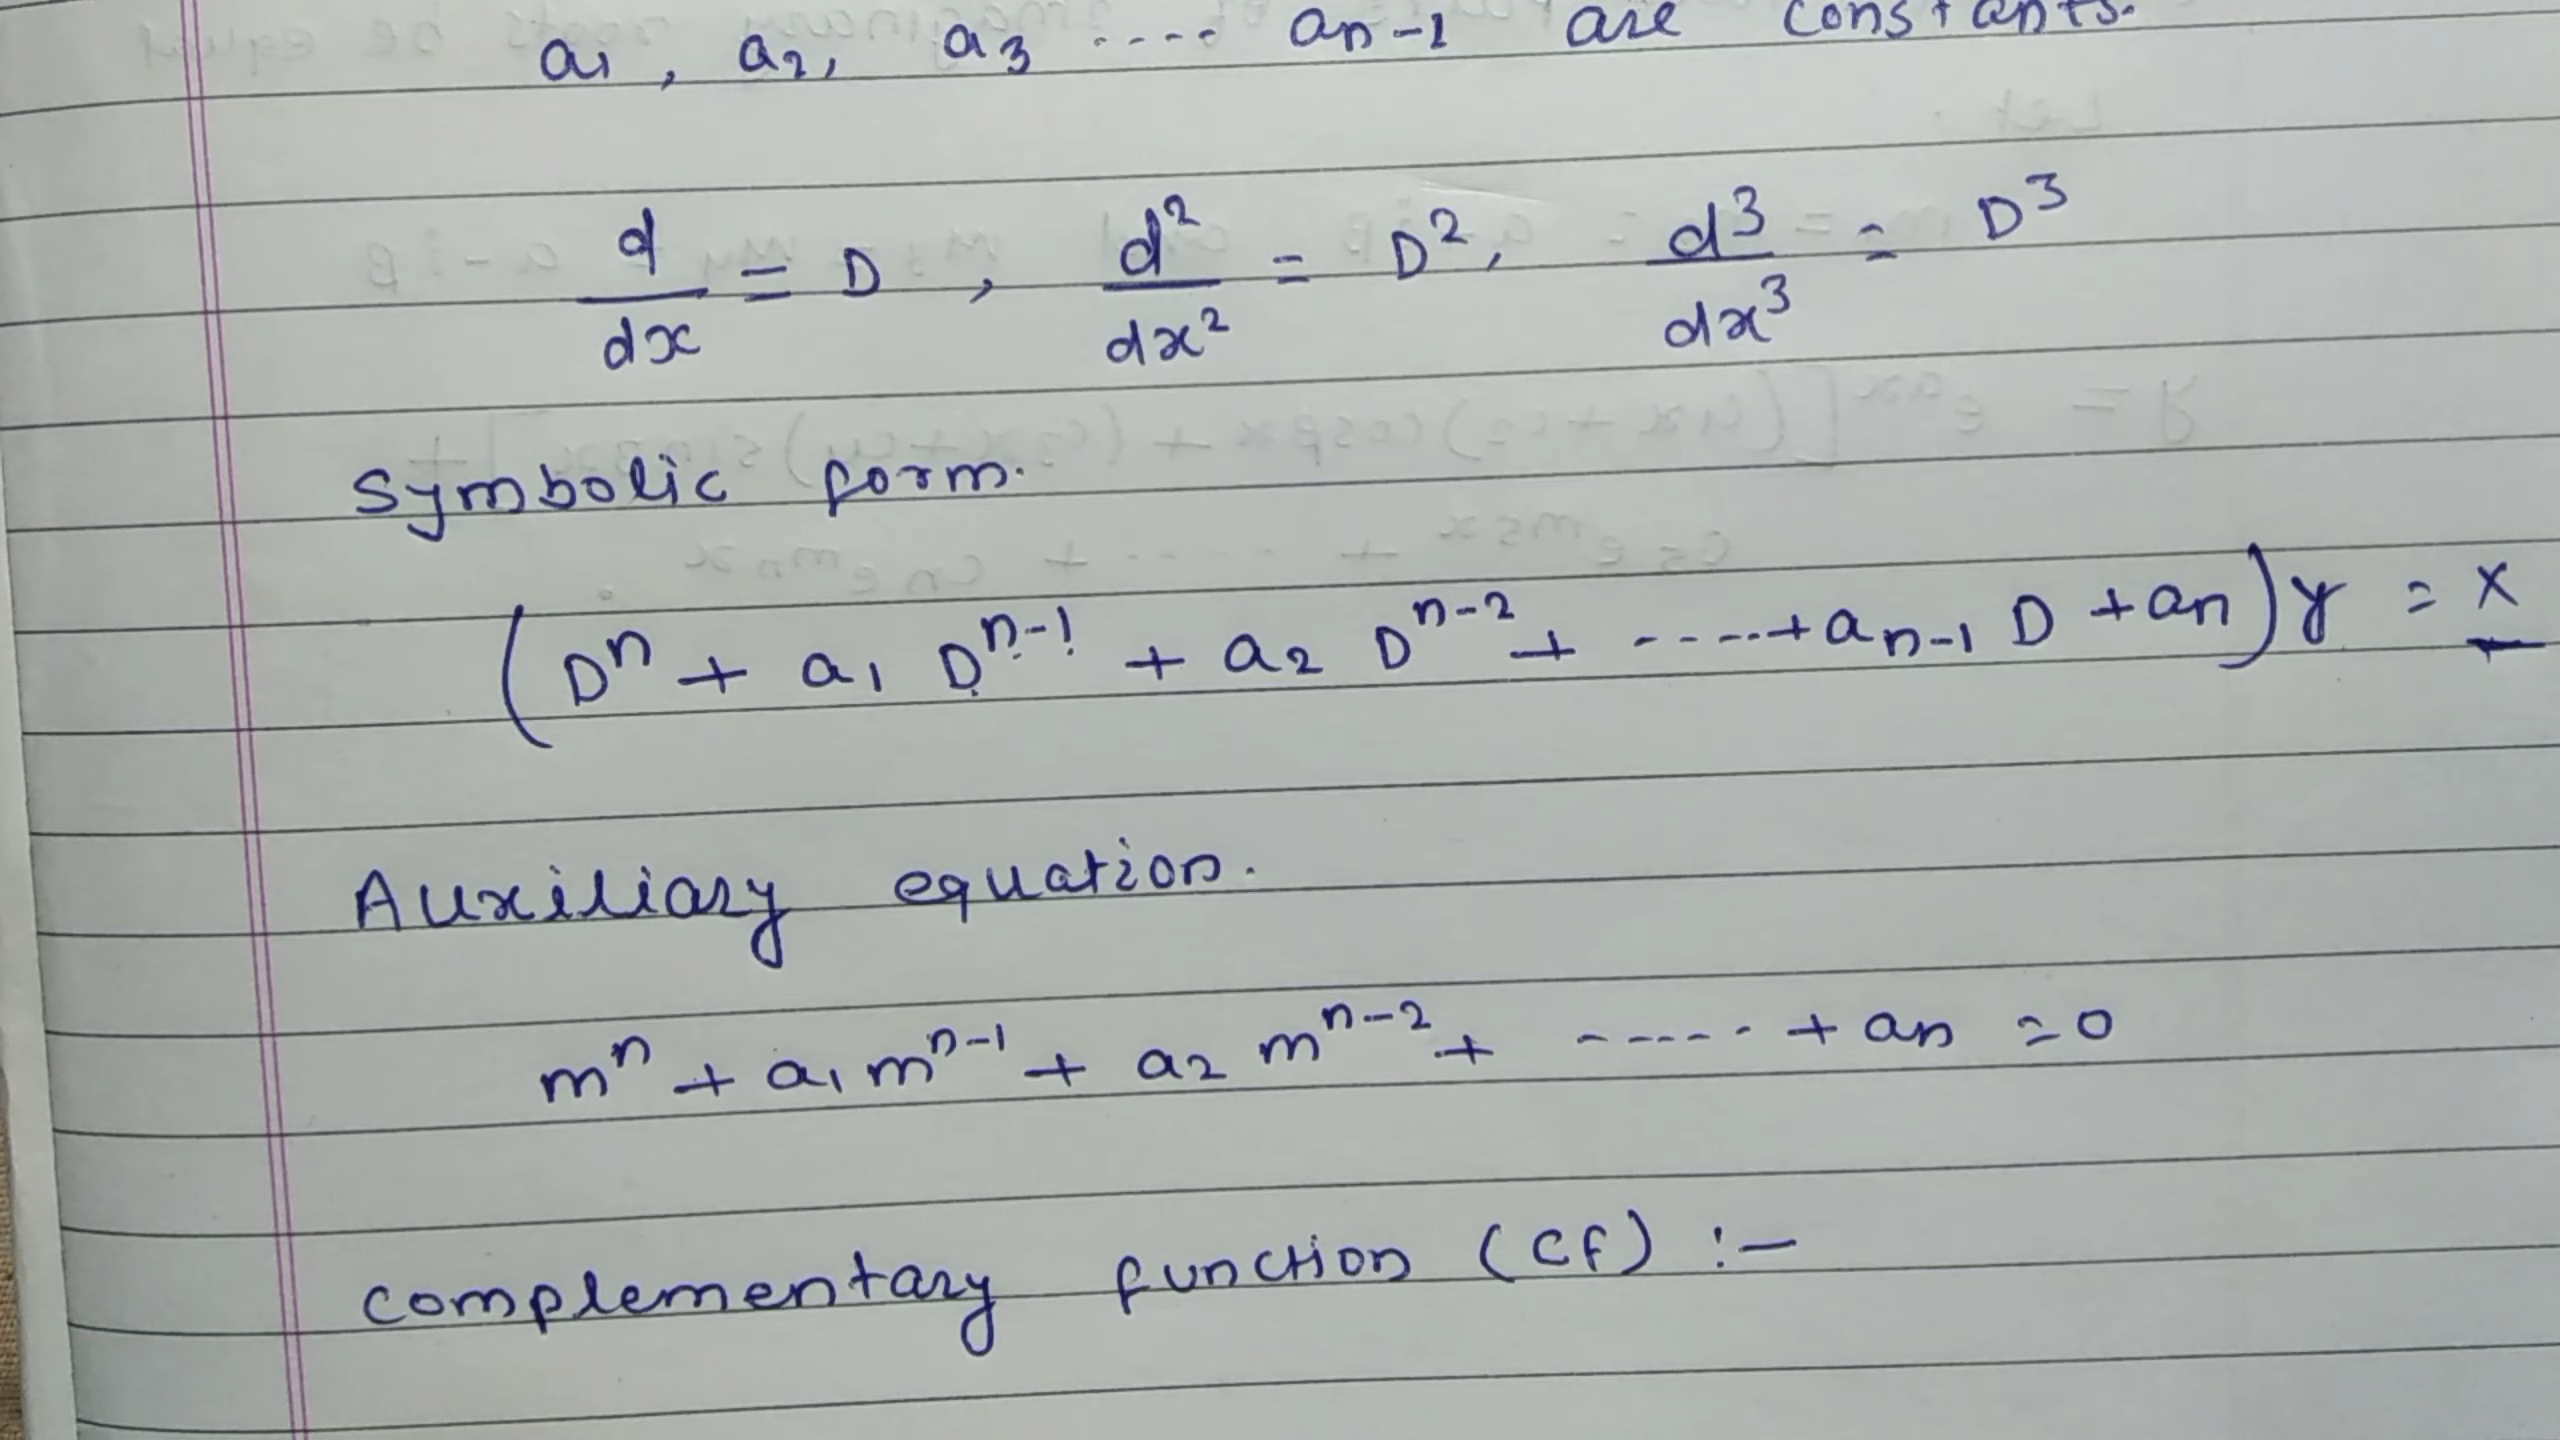 a1, a2, a3 .... an-1 are constants.
d/dx = D, d²/dx² = D², d³/dx³ = D³
Symbolic form.
(Dⁿ + a₁ Dⁿ⁻¹ + a₂ Dⁿ⁻² + .....+ aₙ₋₁ D + an) y = X
Auxiliary equation.
mⁿ + a₁mⁿ⁻¹ + a₂ mⁿ⁻² + ...... + an = 0
complementary function (CF) :-